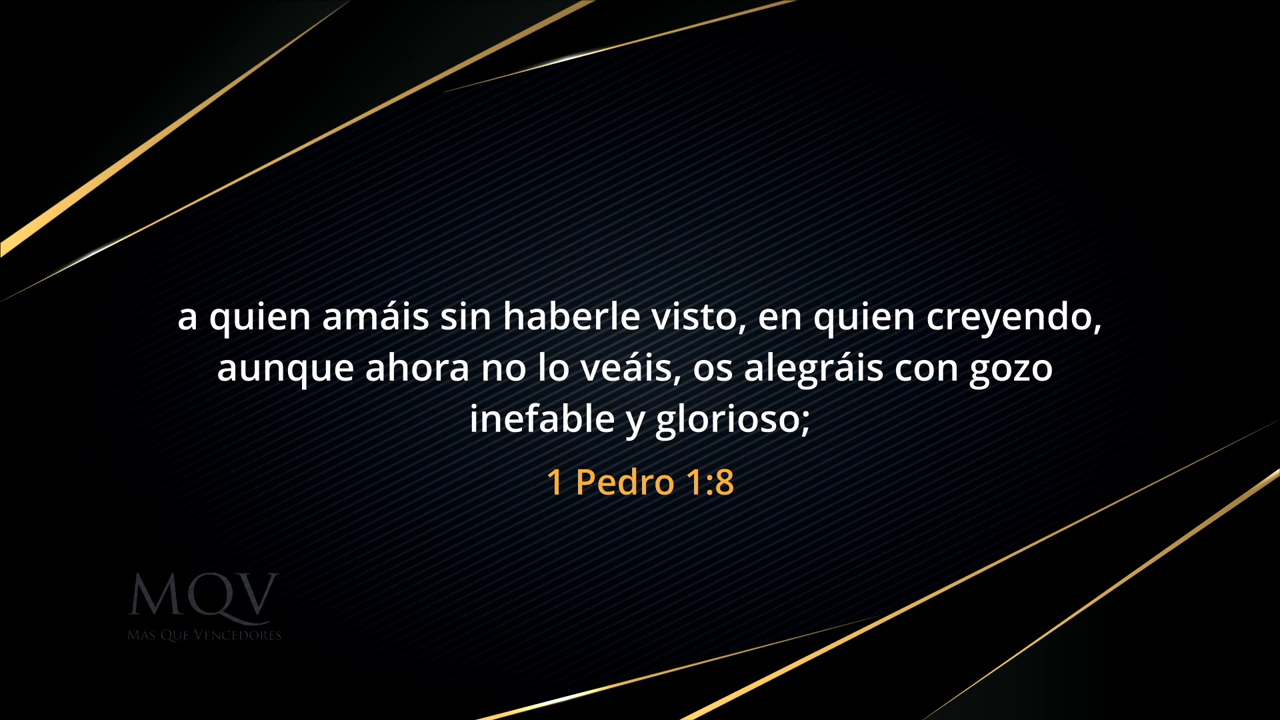 a quien amáis sin haberle visto, en quien creyendo,
aunque ahora no lo veáis, os alegráis con gozo
inefable y glorioso;
1 Pedro 1:8
MQV
Más Que Vencedores